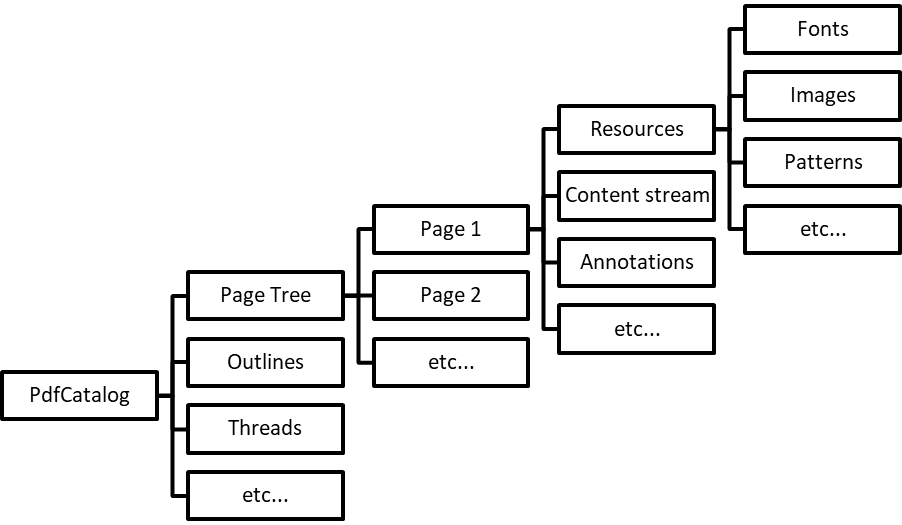 Fonts
Images
Resources
Patterns
Content stream
Page 1
etc...
Annotations
Page Tree
Page 2
etc...
Outlines
etc...
PdfCatalog
Threads
etc...